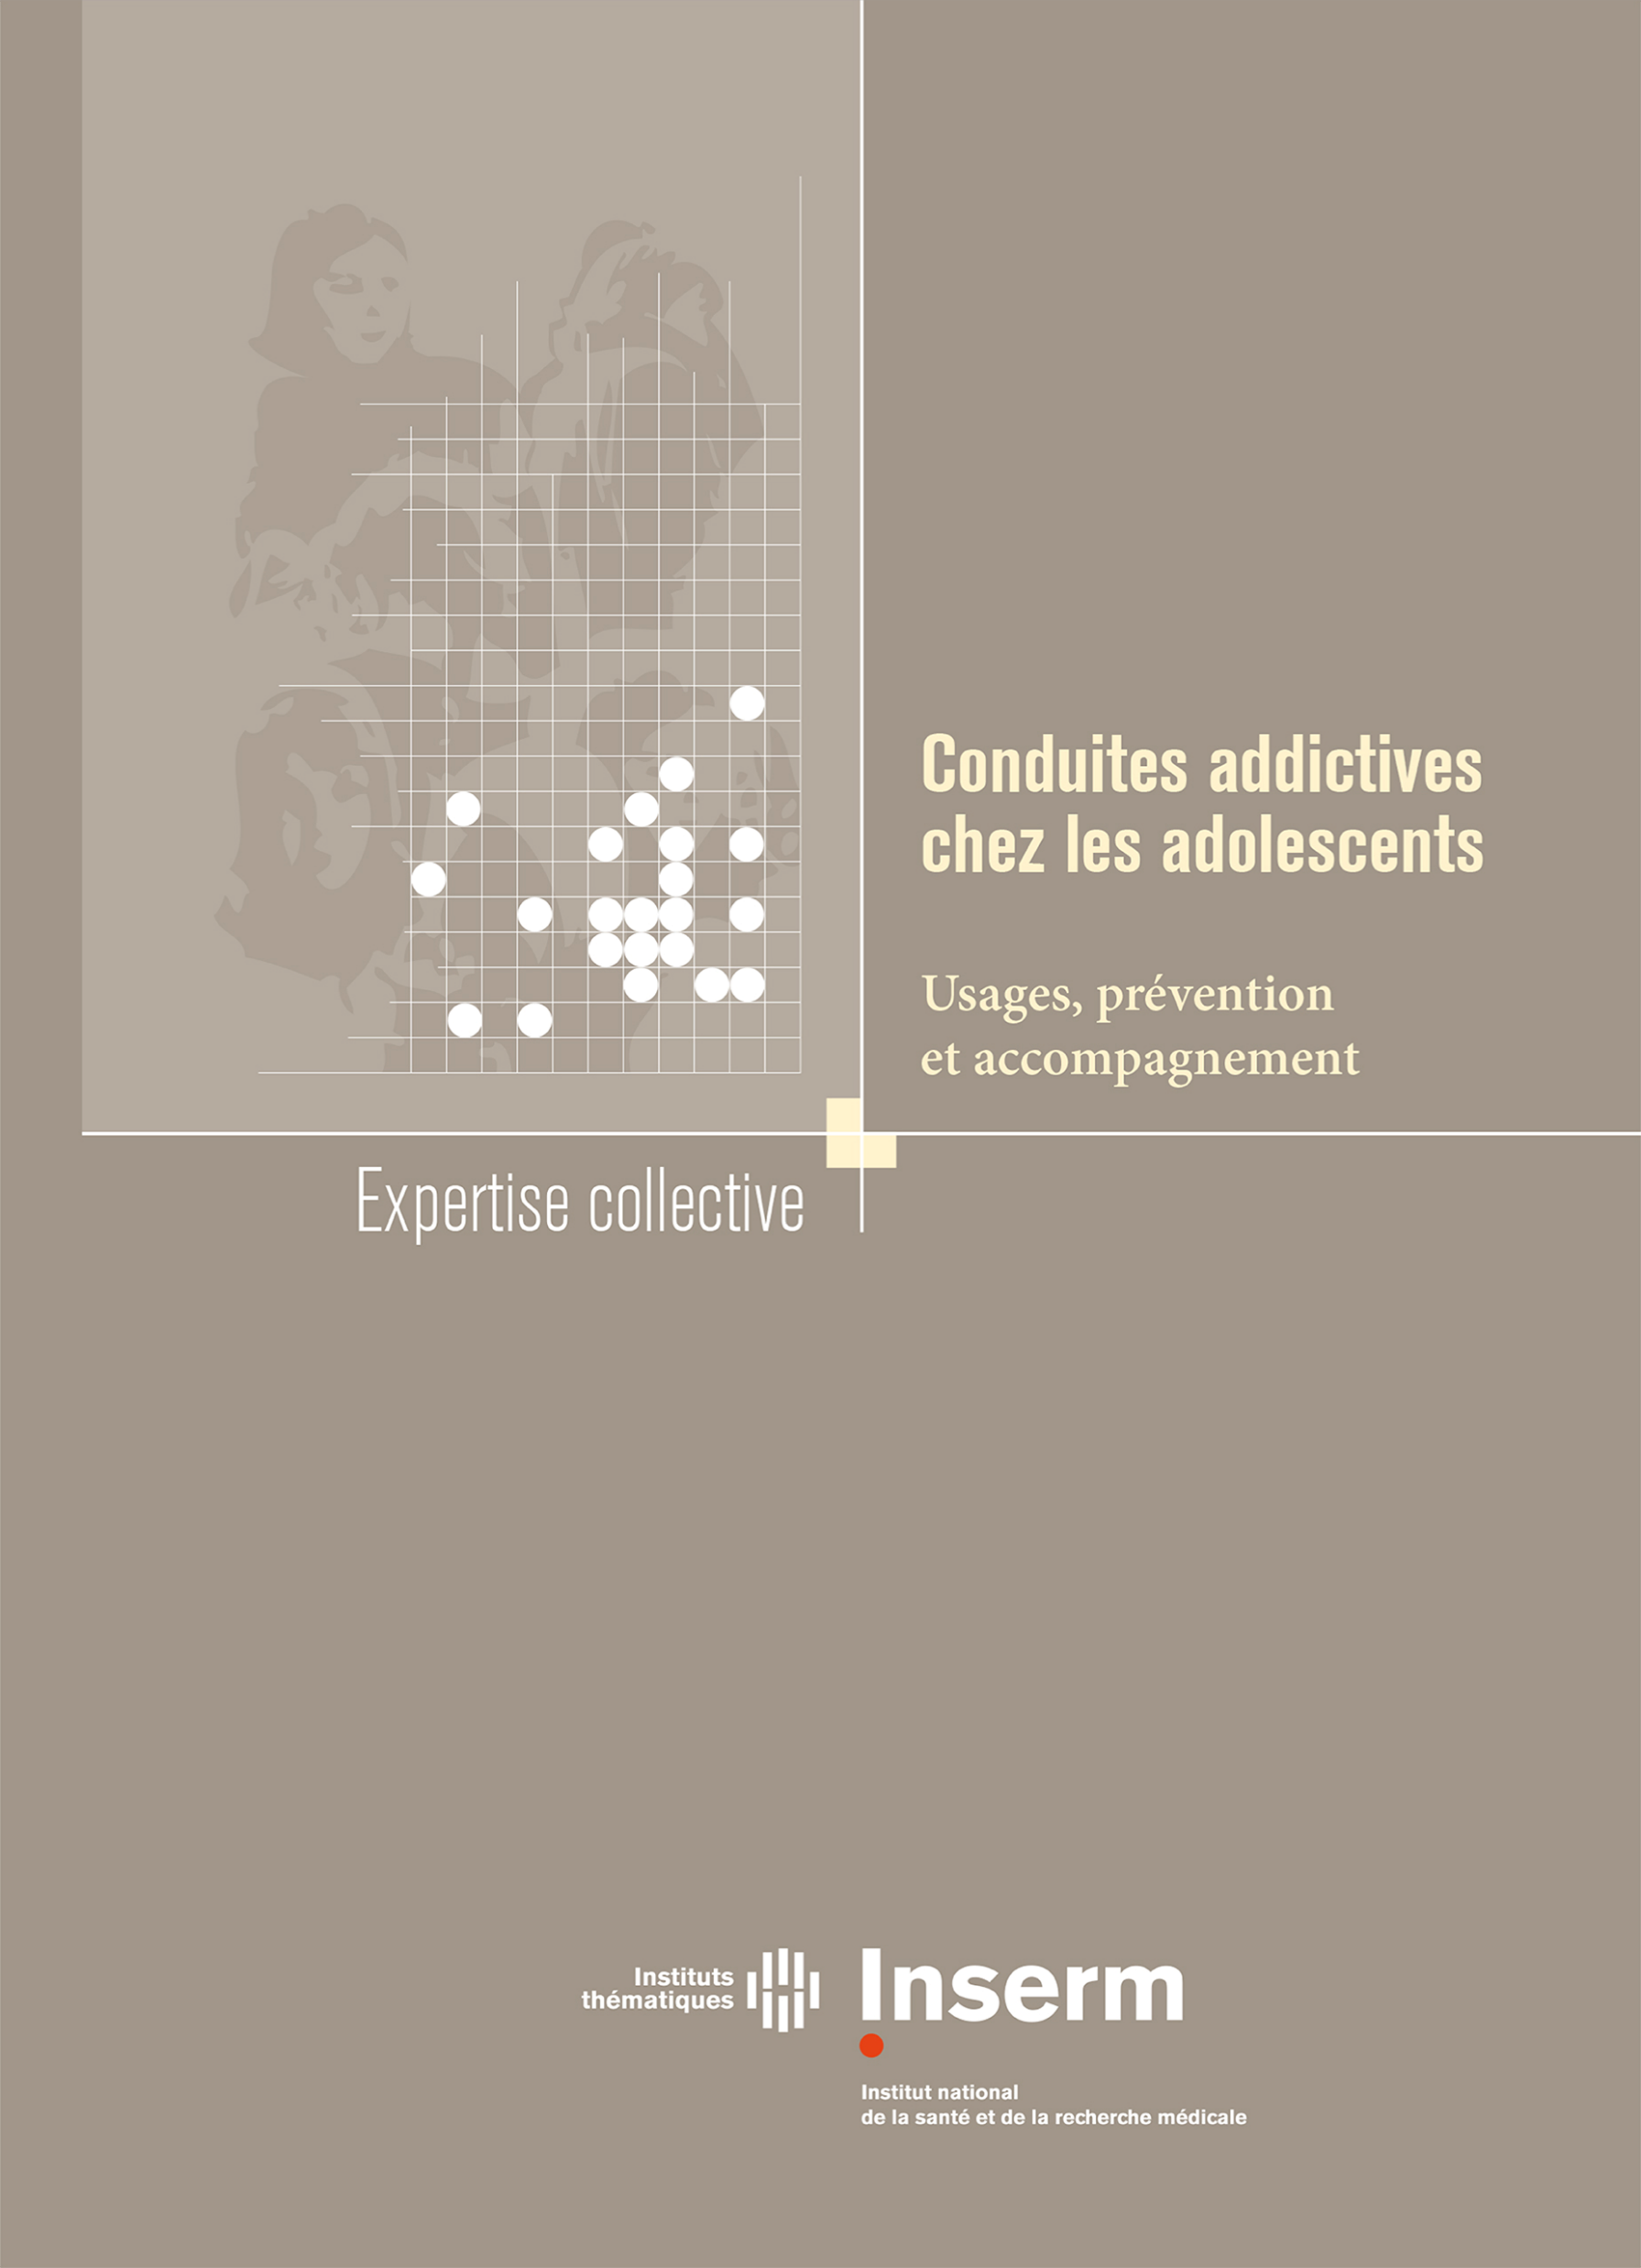 Conduites addictives
chez les adolescents
Usages, prévention
et accompagnement
Expertise collective
Instituts
thématiques
Inserm
Institut national
de la santé et de la recherche médicale